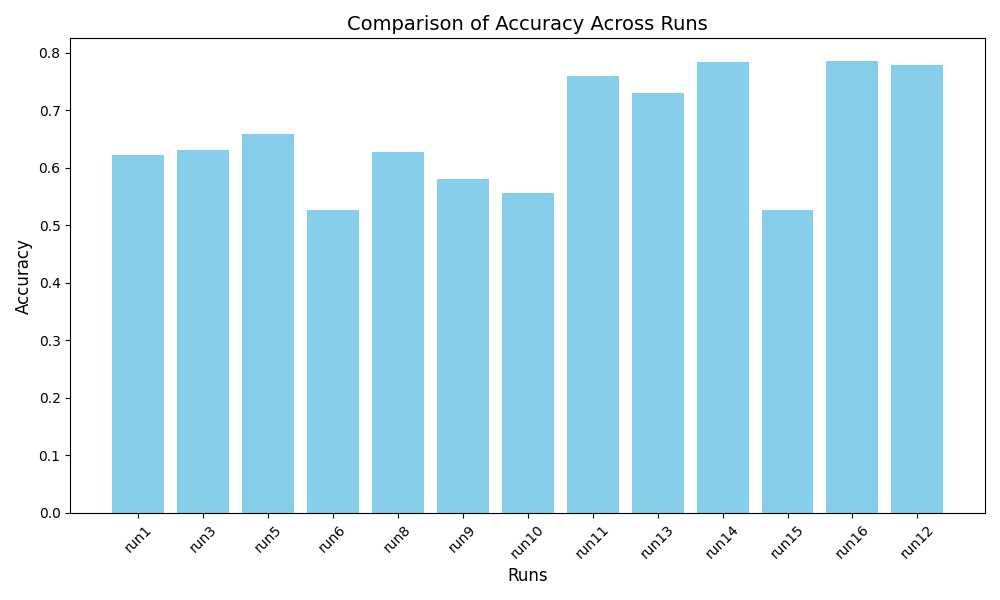 Comparison of Accuracy Across Runs
Accuracy
0.8
0.7
0.6
0.5
0.4
0.3
0.2
0.1
0.0
run1 run3 run5 run6 run8 run9 run10 run11 run13 run14 run15 run16 run12
Runs